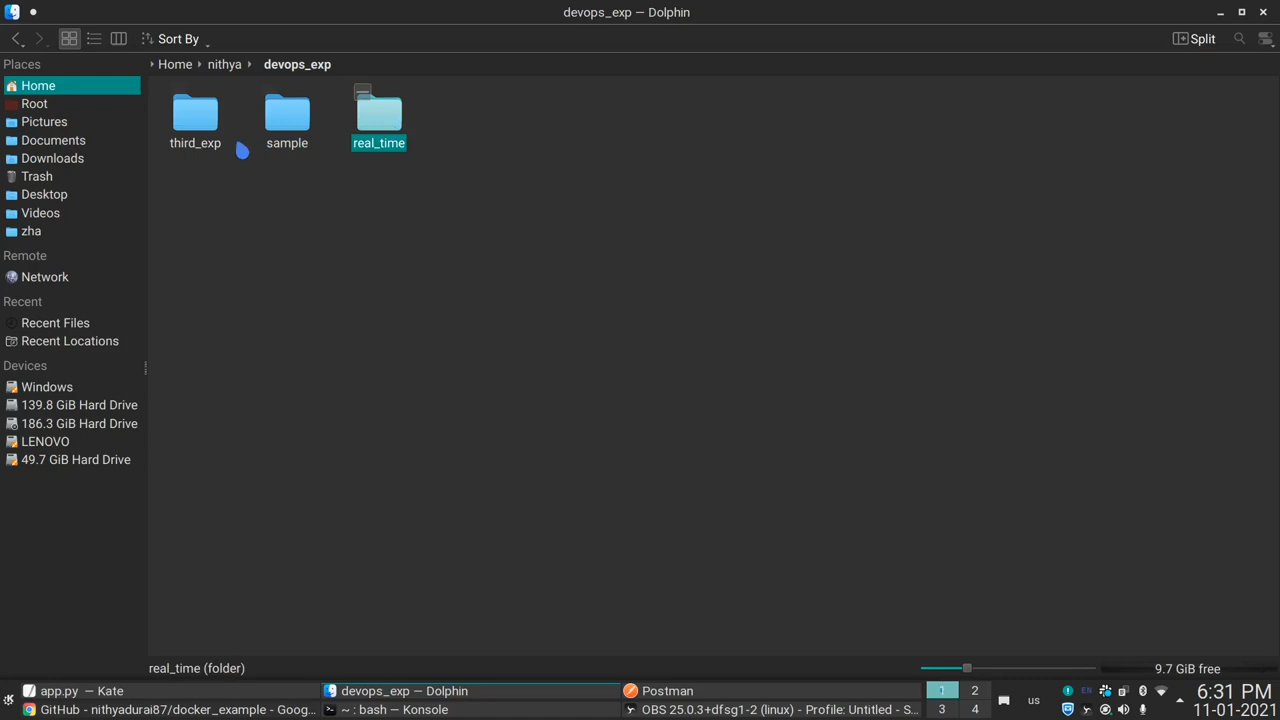 devops_exp — Dolphin
Sort By
Split
Places
Home
nithya
devops_exp
Home
Root
Pictures
Documents
Downloads
Trash
Desktop
Videos
zha
Remote
Network
Recent
Recent Files
Recent Locations
Devices
Windows
139.8 GiB Hard Drive
186.3 GiB Hard Drive
LENOVO
49.7 GiB Hard Drive
third_exp
sample
real_time
real_time (folder)
9.7 GiB free
app.py — Kate
devops_exp — Dolphin
Postman
GitHub - nithyadurai87/docker_example - Goog...
~ : bash — Konsole
OBS 25.0.3+dfsg1-2 (linux) - Profile: Untitled - S...
1 2
3 4
us
EN
6:31 PM
11-01-2021